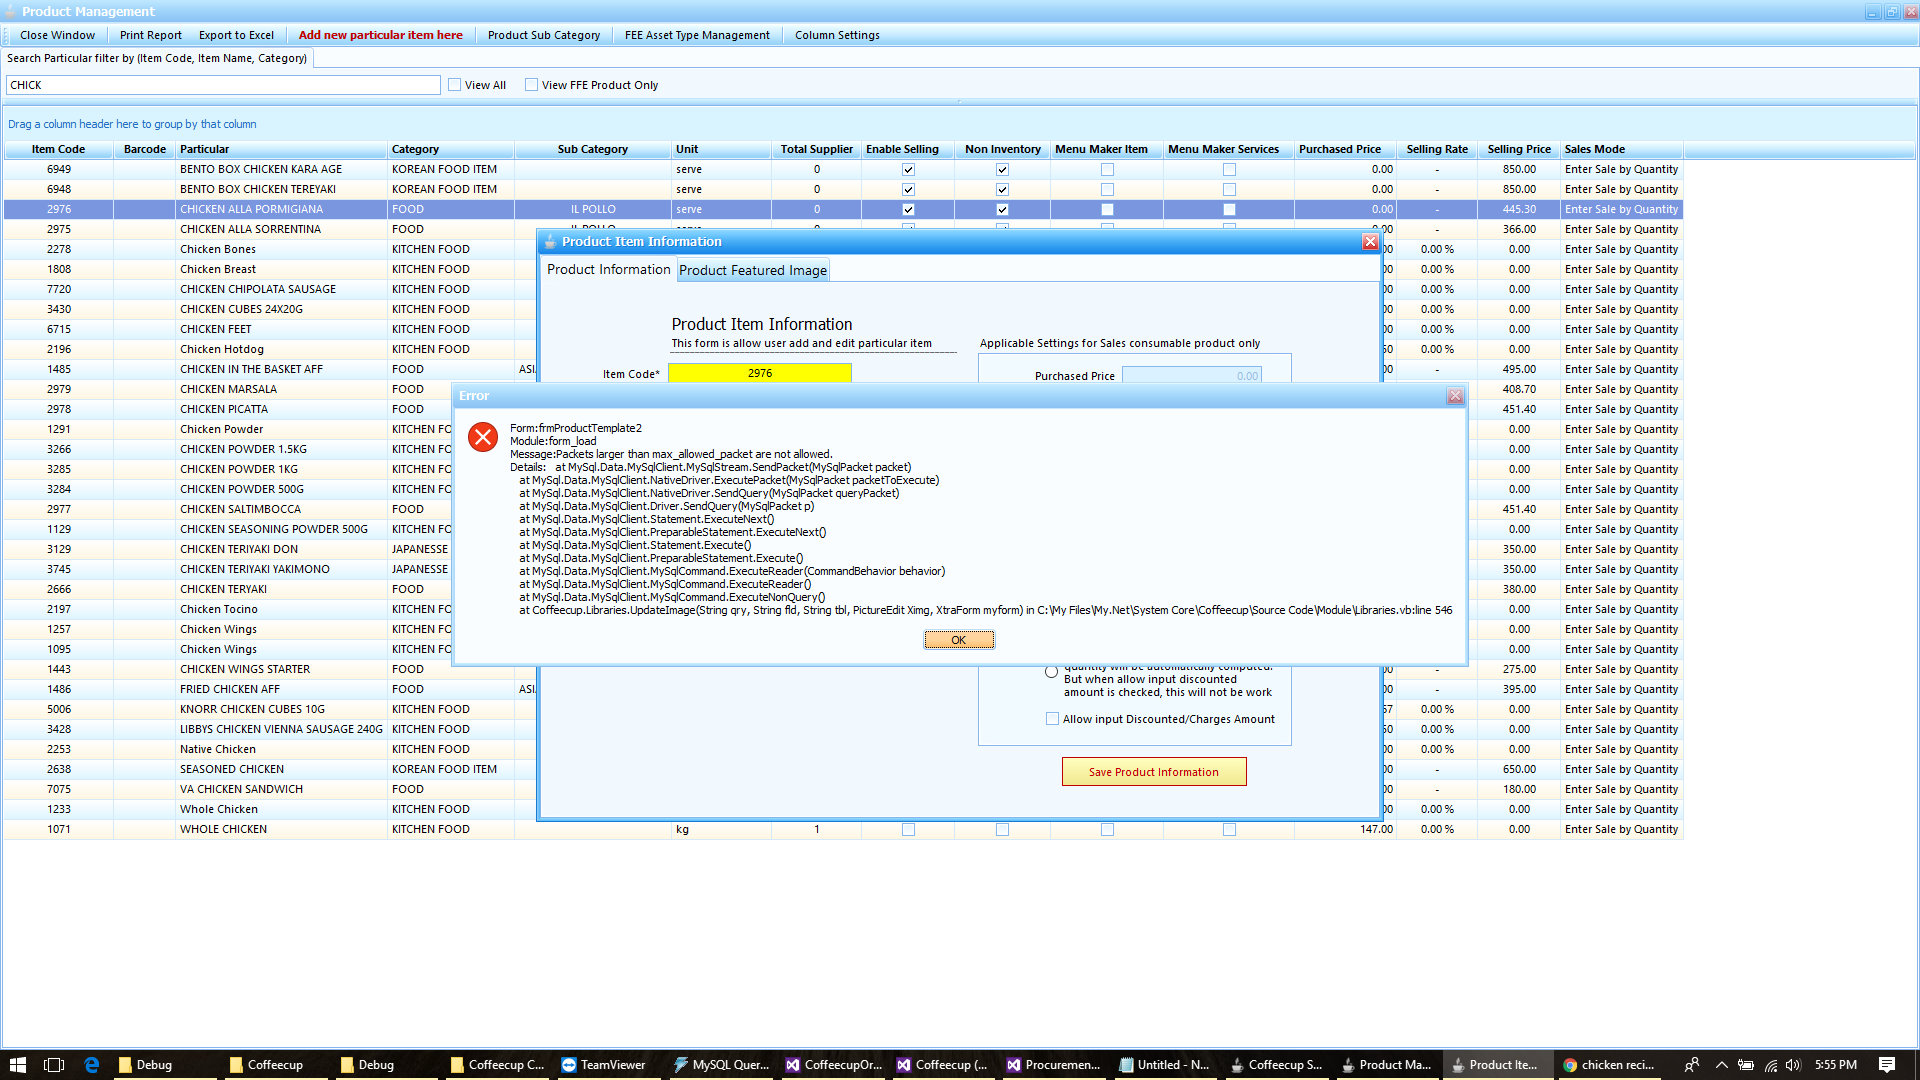 Product Management
Close Window Print Report Export to Excel Add new particular item here Product Sub Category FEE Asset Type Management Column Settings
Search Particular filter by (Item Code, Item Name, Category)
CHICK View All View FFE Product Only
Drag a column header here to group by that column
Item Code Barcode Particular Category Sub Category Unit Total Supplier Enable Selling Non Inventory Menu Maker Item Menu Maker Services Purchased Price Selling Rate Selling Price Sales Mode
6949 BENTO BOX CHICKEN KARA AGE KOREAN FOOD ITEM serve 0 0.00 - 850.00 Enter Sale by Quantity
6948 BENTO BOX CHICKEN TEREYAKI KOREAN FOOD ITEM serve 0 0.00 - 850.00 Enter Sale by Quantity
2976 CHICKEN ALLA PORMIGIANA FOOD IL POLLO serve 0 0.00 - 445.30 Enter Sale by Quantity
2975 CHICKEN ALLA SORRENTINA FOOD - 366.00 Enter Sale by Quantity
2278 Chicken Bones KITCHEN FOOD 0.00 % 0.00 Enter Sale by Quantity
1808 Chicken Breast KITCHEN FOOD 0.00 % 0.00 Enter Sale by Quantity
7720 CHICKEN CHIPOLATA SAUSAGE KITCHEN FOOD 0.00 % 0.00 Enter Sale by Quantity
3430 CHICKEN CUBES 24X20G KITCHEN FOOD 0.00 % 0.00 Enter Sale by Quantity
6715 CHICKEN FEET KITCHEN FOOD 0.00 % 0.00 Enter Sale by Quantity
2196 Chicken Hotdog KITCHEN FOOD 0.00 % 0.00 Enter Sale by Quantity
1485 CHICKEN IN THE BASKET AFF FOOD ASI - 495.00 Enter Sale by Quantity
2979 CHICKEN MARSALA FOOD 408.70 Enter Sale by Quantity
2978 CHICKEN PICATTA FOOD 451.40 Enter Sale by Quantity
1291 Chicken Powder KITCHEN FO 0.00 Enter Sale by Quantity
3266 CHICKEN POWDER 1.5KG KITCHEN FO 0.00 Enter Sale by Quantity
3285 CHICKEN POWDER 1KG KITCHEN FO 0.00 Enter Sale by Quantity
3284 CHICKEN POWDER 500G KITCHEN FO 0.00 Enter Sale by Quantity
2977 CHICKEN SALTIMBOCCA FOOD 451.40 Enter Sale by Quantity
1129 CHICKEN SEASONING POWDER 500G KITCHEN FO 0.00 Enter Sale by Quantity
3129 CHICKEN TERIYAKI DON JAPANESSE 350.00 Enter Sale by Quantity
3745 CHICKEN TERIYAKI YAKIMONO JAPANESSE 350.00 Enter Sale by Quantity
2666 CHICKEN TERYAKI FOOD 380.00 Enter Sale by Quantity
2197 Chicken Tocino KITCHEN FO 0.00 Enter Sale by Quantity
1257 Chicken Wings KITCHEN FO 0.00 Enter Sale by Quantity
1095 Chicken Wings KITCHEN FO 0.00 Enter Sale by Quantity
1443 CHICKEN WINGS STARTER FOOD - 275.00 Enter Sale by Quantity
1486 FRIED CHICKEN AFF FOOD ASI - 395.00 Enter Sale by Quantity
5006 KNORR CHICKEN CUBES 10G KITCHEN FOOD 0.00 % 0.00 Enter Sale by Quantity
3428 LIBBYS CHICKEN VIENNA SAUSAGE 240G KITCHEN FOOD 0.00 % 0.00 Enter Sale by Quantity
2253 Native Chicken KITCHEN FOOD 0.00 % 0.00 Enter Sale by Quantity
2638 SEASONED CHICKEN KOREAN FOOD ITEM - 650.00 Enter Sale by Quantity
7075 VA CHICKEN SANDWICH FOOD - 180.00 Enter Sale by Quantity
1233 Whole Chicken KITCHEN FOOD 0.00 % 0.00 Enter Sale by Quantity
1071 WHOLE CHICKEN KITCHEN FOOD kg 1 147.00 0.00 % 0.00 Enter Sale by Quantity
Product Item Information
Product Information Product Featured Image
Product Item Information
This form is allow user add and edit particular item
Applicable Settings for Sales consumable product only
Item Code* 2976
Purchased Price 0.00
Error
Form:frmProductTemplate2
Module:form_load
Message:Packets larger than max_allowed_packet are not allowed.
Details: at MySql.Data.MySqlClient.MySqlStream.SendPacket(MySqlPacket packet)
at MySql.Data.MySqlClient.NativeDriver.ExecutePacket(MySqlPacket packetToExecute)
at MySql.Data.MySqlClient.NativeDriver.SendQuery(MySqlPacket queryPacket)
at MySql.Data.MySqlClient.Driver.SendQuery(MySqlPacket p)
at MySql.Data.MySqlClient.Statement.ExecuteNext()
at MySql.Data.MySqlClient.PreparableStatement.ExecuteNext()
at MySql.Data.MySqlClient.Statement.Execute()
at MySql.Data.MySqlClient.PreparableStatement.Execute()
at MySql.Data.MySqlClient.MySqlCommand.ExecuteReader(CommandBehavior behavior)
at MySql.Data.MySqlClient.MySqlCommand.ExecuteReader()
at MySql.Data.MySqlClient.MySqlCommand.ExecuteNonQuery()
at Coffeecup.Libraries.UpdateImage(String qry, String fld, String tbl, PictureEdit Ximg, XtraForm myform) in C:\My Files\My.Net\System Core\Coffeecup\Source Code\Module\Libraries.vb:line 546
OK
quantity will be automatically computed.
But when allow input discounted
amount is checked, this will not be work
Allow input Discounted/Charges Amount
Save Product Information
Debug Coffeecup Debug Coffeecup C... TeamViewer MySQL Quer... CoffeecupOr... Coffeecup (... Procuremen... Untitled - N... Coffeecup S... Product Ma... Product Ite... chicken reci... 5:55 PM